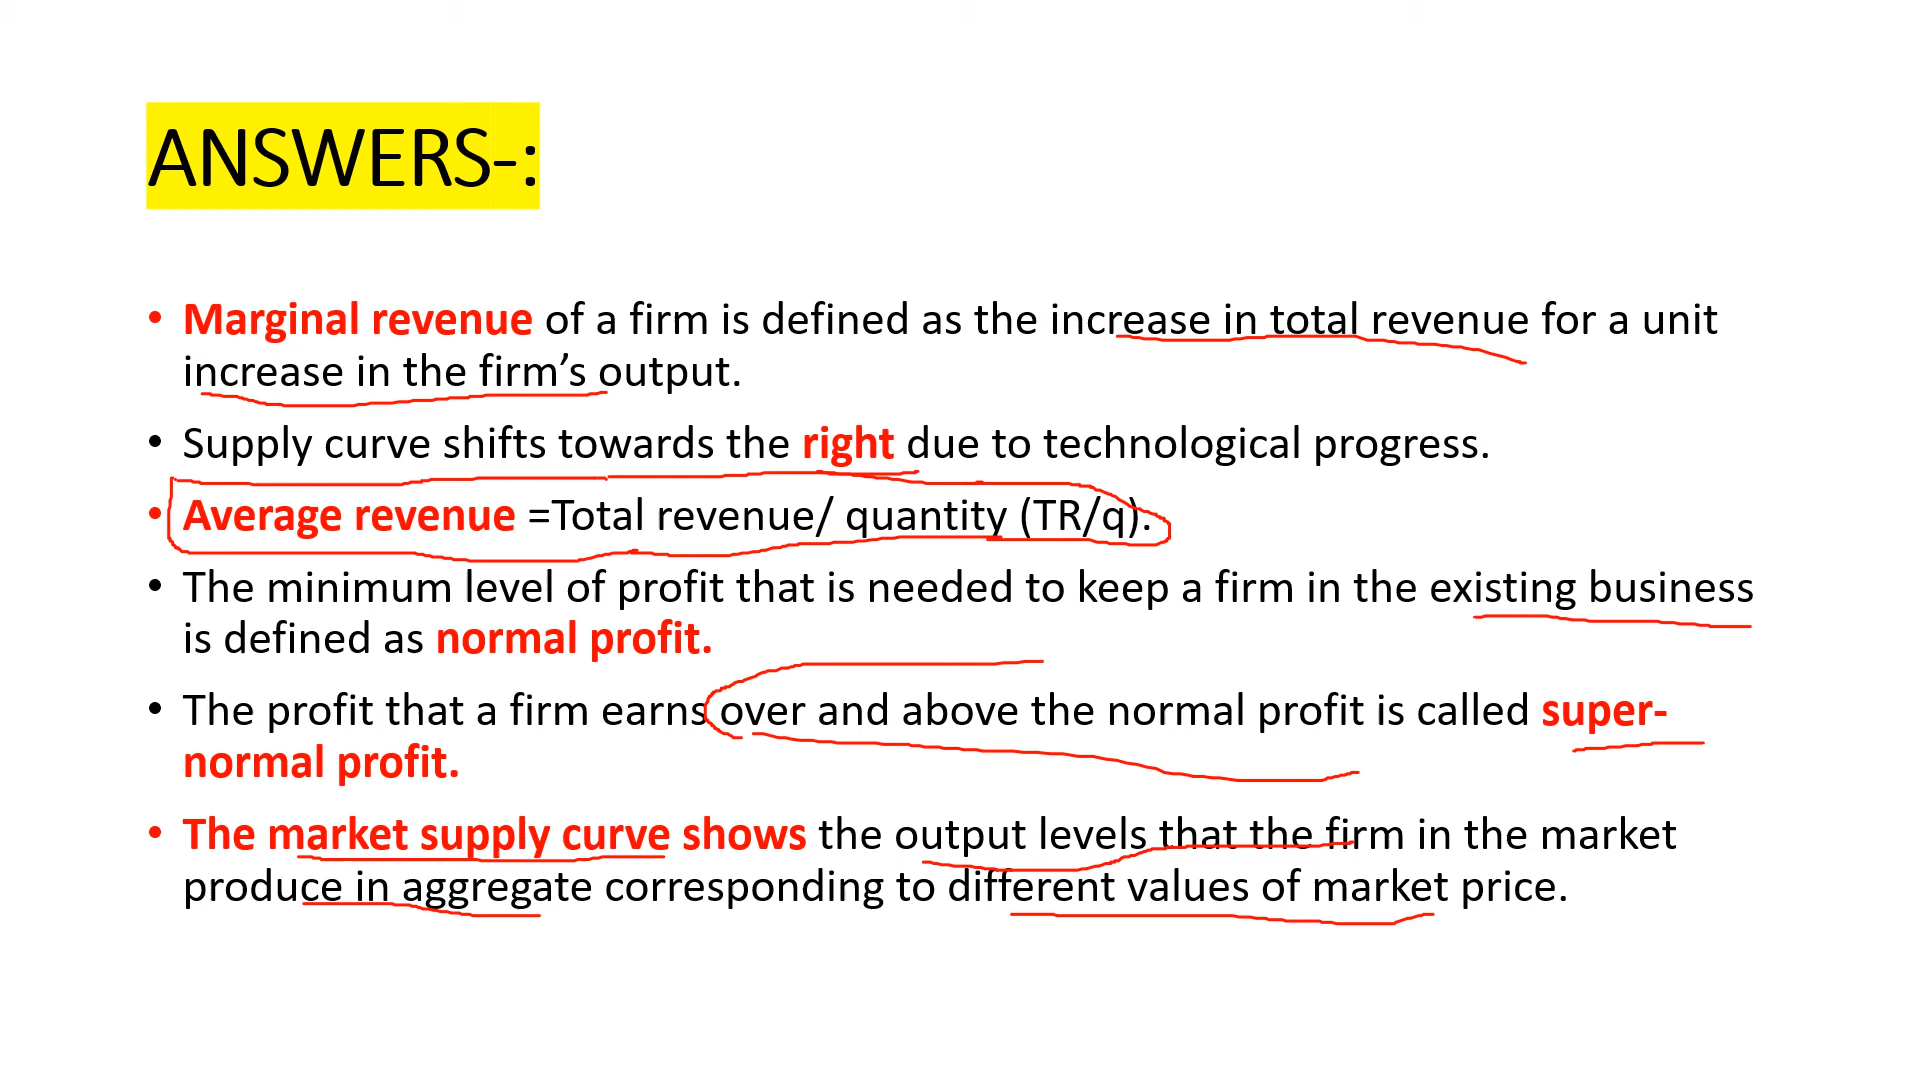 ANSWERS-:
• Marginal revenue of a firm is defined as the increase in total revenue for a unit
increase in the firm’s output.
• Supply curve shifts towards the right due to technological progress.
• Average revenue =Total revenue/ quantity (TR/q).
• The minimum level of profit that is needed to keep a firm in the existing business
is defined as normal profit.
• The profit that a firm earns over and above the normal profit is called super-
normal profit.
• The market supply curve shows the output levels that the firm in the market
produce in aggregate corresponding to different values of market price.